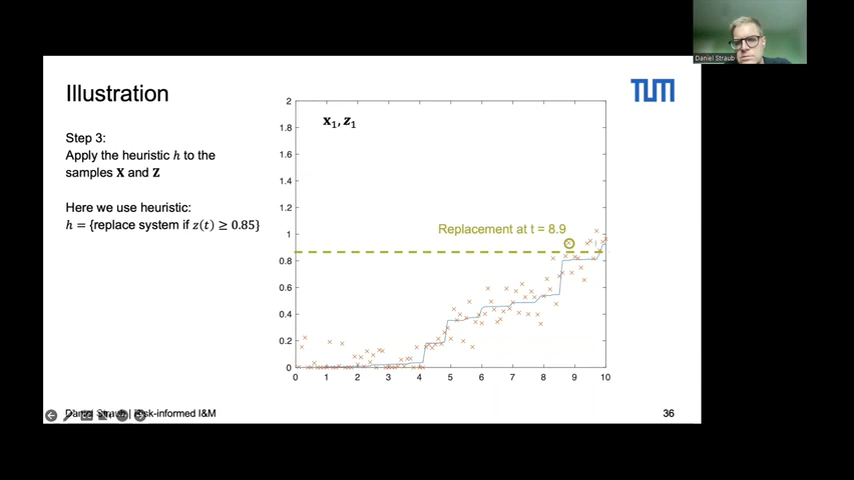 Daniel Straub
Illustration
TUM
Step 3:
Apply the heuristic h to the
samples X and Z
Here we use heuristic:
h = {replace system if z(t) ≥ 0.85}
x₁, z₁
Replacement at t = 8.9
2
1.8
1.6
1.4
1.2
1
0.8
0.6
0.4
0.2
0
0 1 2 3 4 5 6 7 8 9 10
Daniel Straub | Risk-informed I&M
36